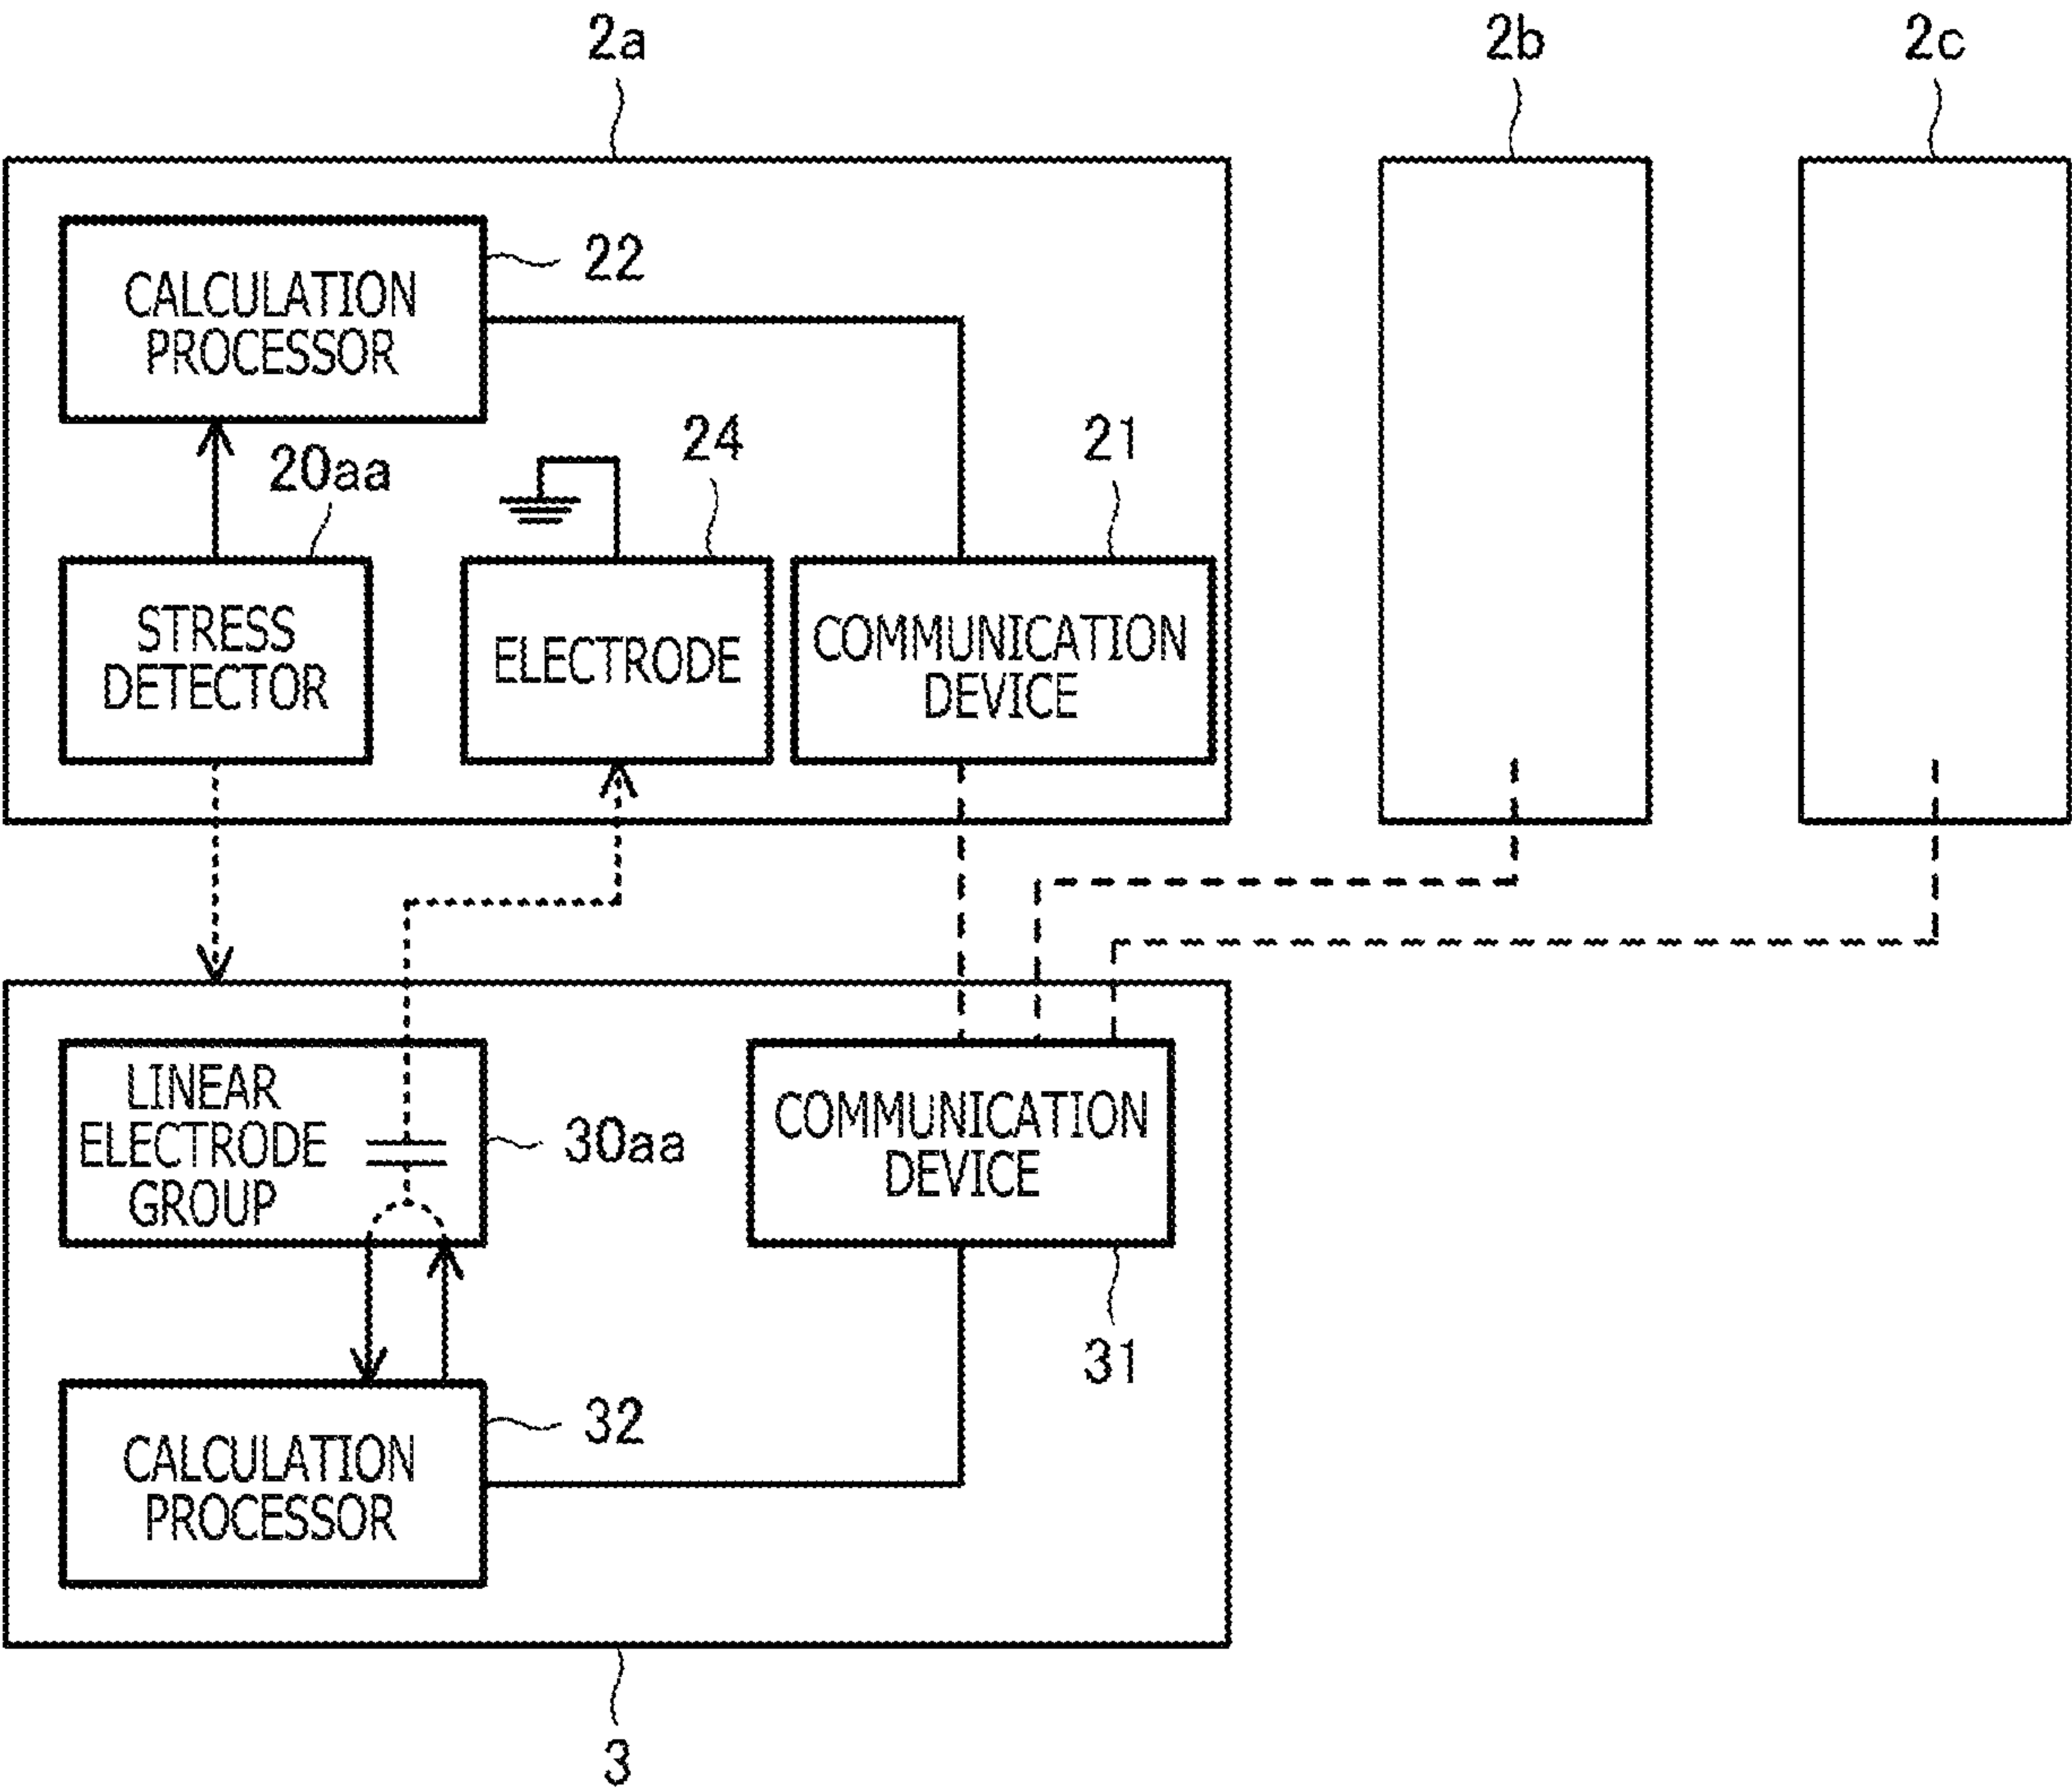 2a
2b
2c
22
CALCULATION
PROCESSOR
24
21
20aa
STRESS
DETECTOR
ELECTRODE
COMMUNICATION
DEVICE
LINEAR
ELECTRODE
GROUP
30aa
COMMUNICATION
DEVICE
31
32
CALCULATION
PROCESSOR
3